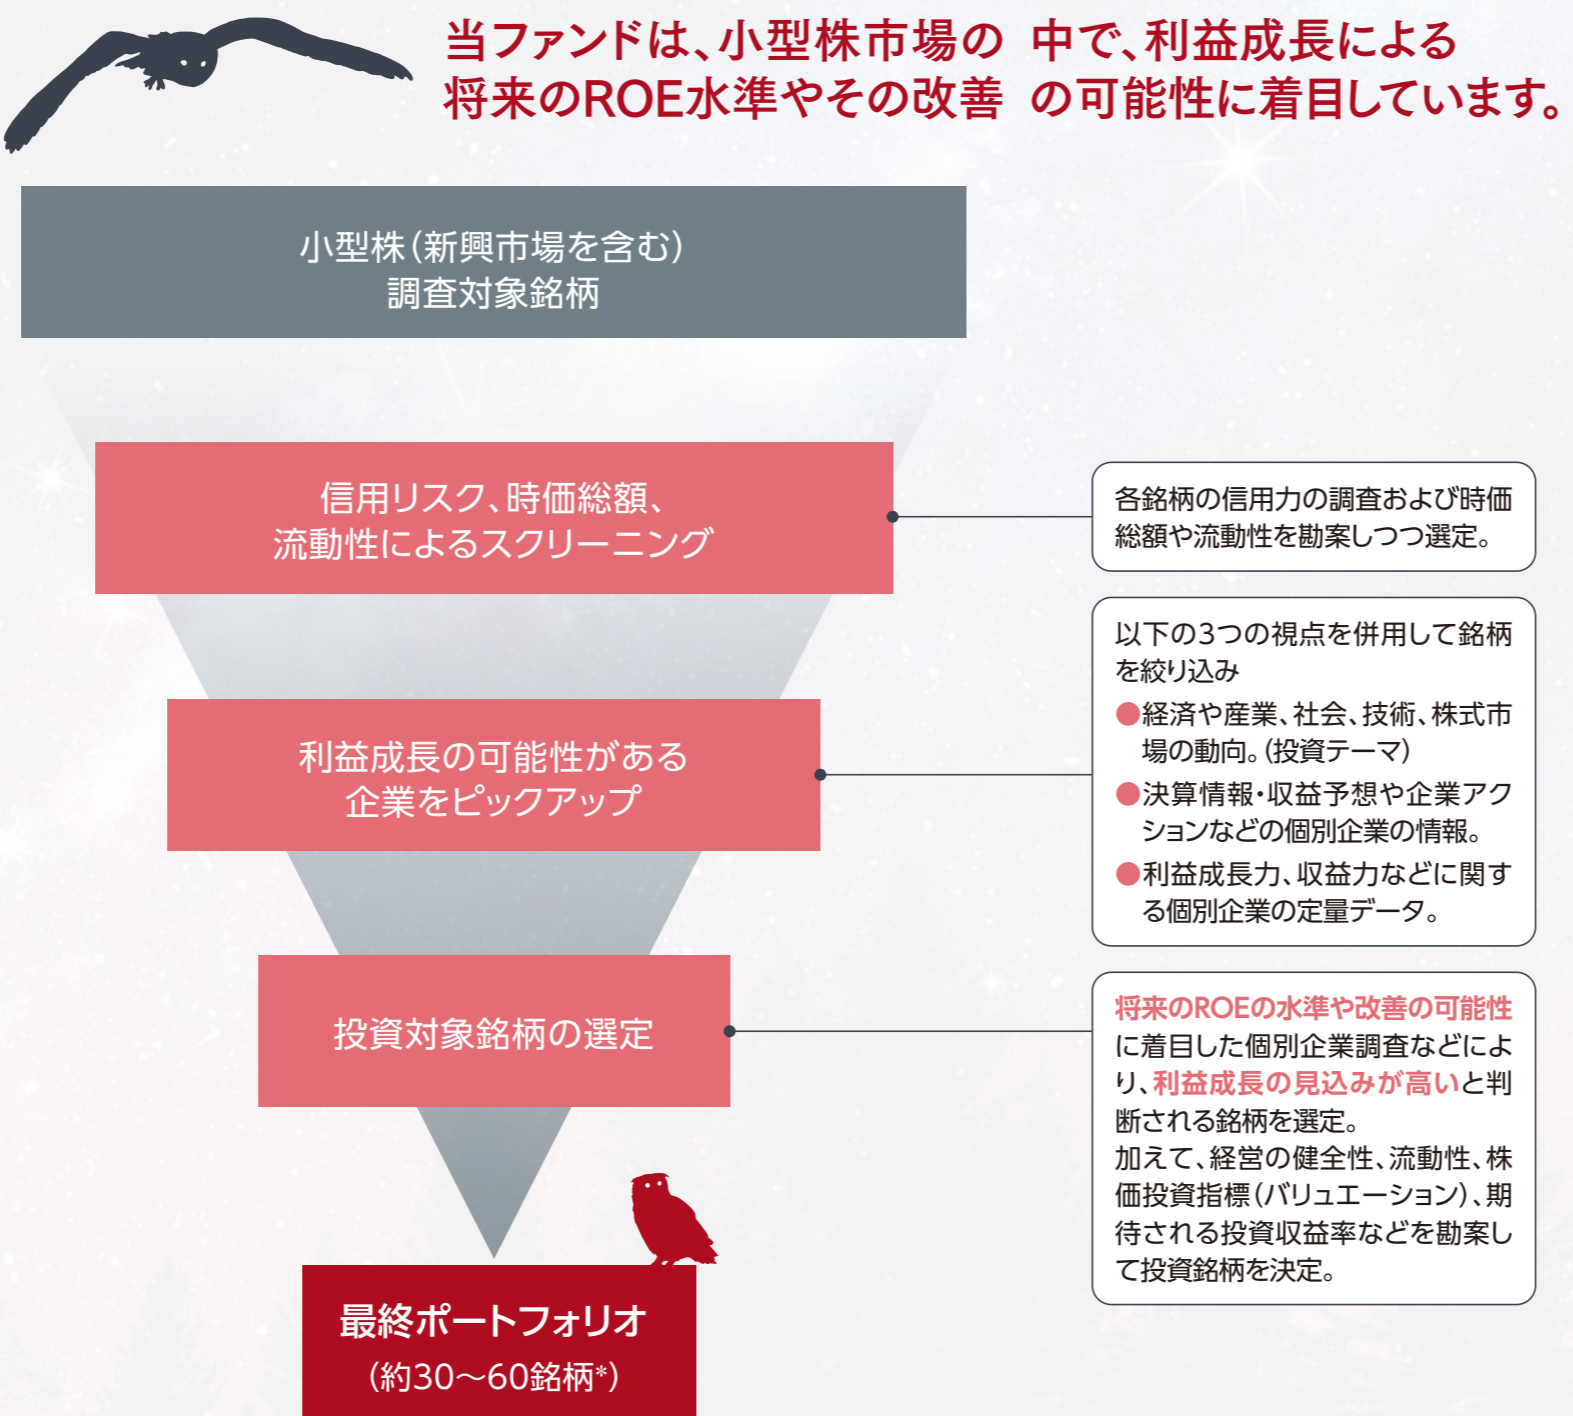 当ファンドは、小型株市場の 中で、利益成長による
将来のROE水準やその改善 の可能性に着目しています。
小型株(新興市場を含む)
調査対象銘柄
信用リスク、時価総額、
流動性によるスクリーニング
各銘柄の信用力の調査および時価
総額や流動性を勘案しつつ選定。
利益成長の可能性がある
企業をピックアップ
以下の3つの視点を併用して銘柄
を絞り込み
●経済や産業、社会、技術、株式市
場の動向。(投資テーマ)
●決算情報・収益予想や企業アク
ションなどの個別企業の情報。
●利益成長力、収益力などに関す
る個別企業の定量データ。
投資対象銘柄の選定
将来のROEの水準や改善の可能性
に着目した個別企業調査などによ
り、利益成長の見込みが高いと判
断される銘柄を選定。
加えて、経営の健全性、流動性、株
価投資指標(バリュエーション)、期
待される投資収益率などを勘案し
て投資銘柄を決定。
最終ポートフォリオ
(約30～60銘柄*)